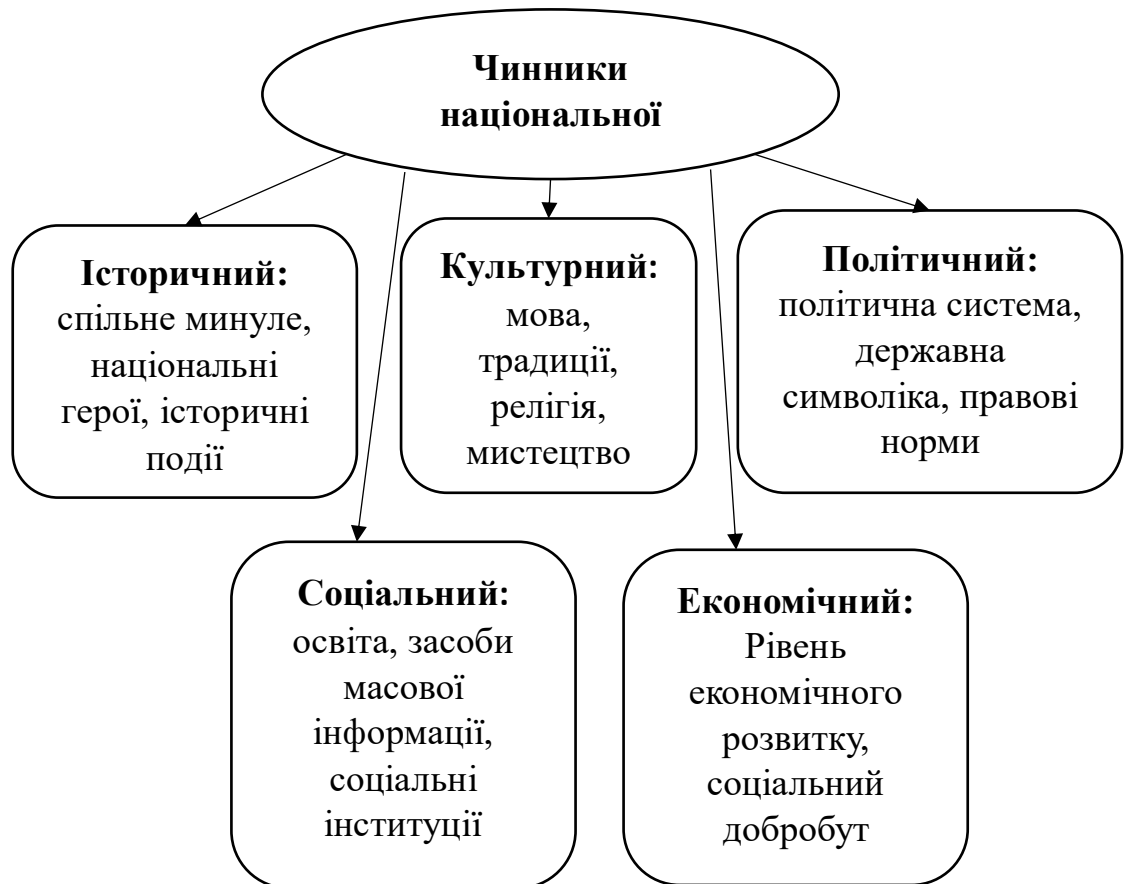 Чинники
національної
Історичний:
спільне минуле,
національні
герої, історичні
події
Культурний:
мова,
традиції,
релігія,
мистецтво
Політичний:
політична система,
державна
символіка, правові
норми
Соціальний:
освіта, засоби
масової
інформації,
соціальні
інституції
Економічний:
Рівень
економічного
розвитку,
соціальний
добробут